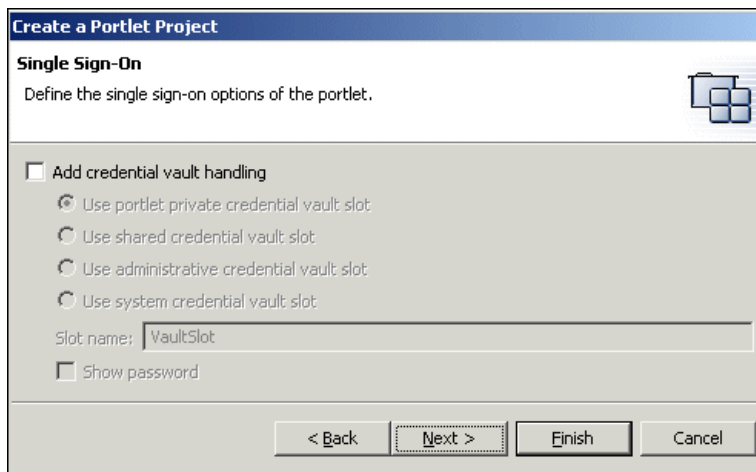 Create a Portlet Project
Single Sign-On
Define the single sign-on options of the portlet.
Add credential vault handling
Use portlet private credential vault slot
Use shared credential vault slot
Use administrative credential vault slot
Use system credential vault slot
Slot name: VaultSlot
Show password
< Back Next > Finish Cancel